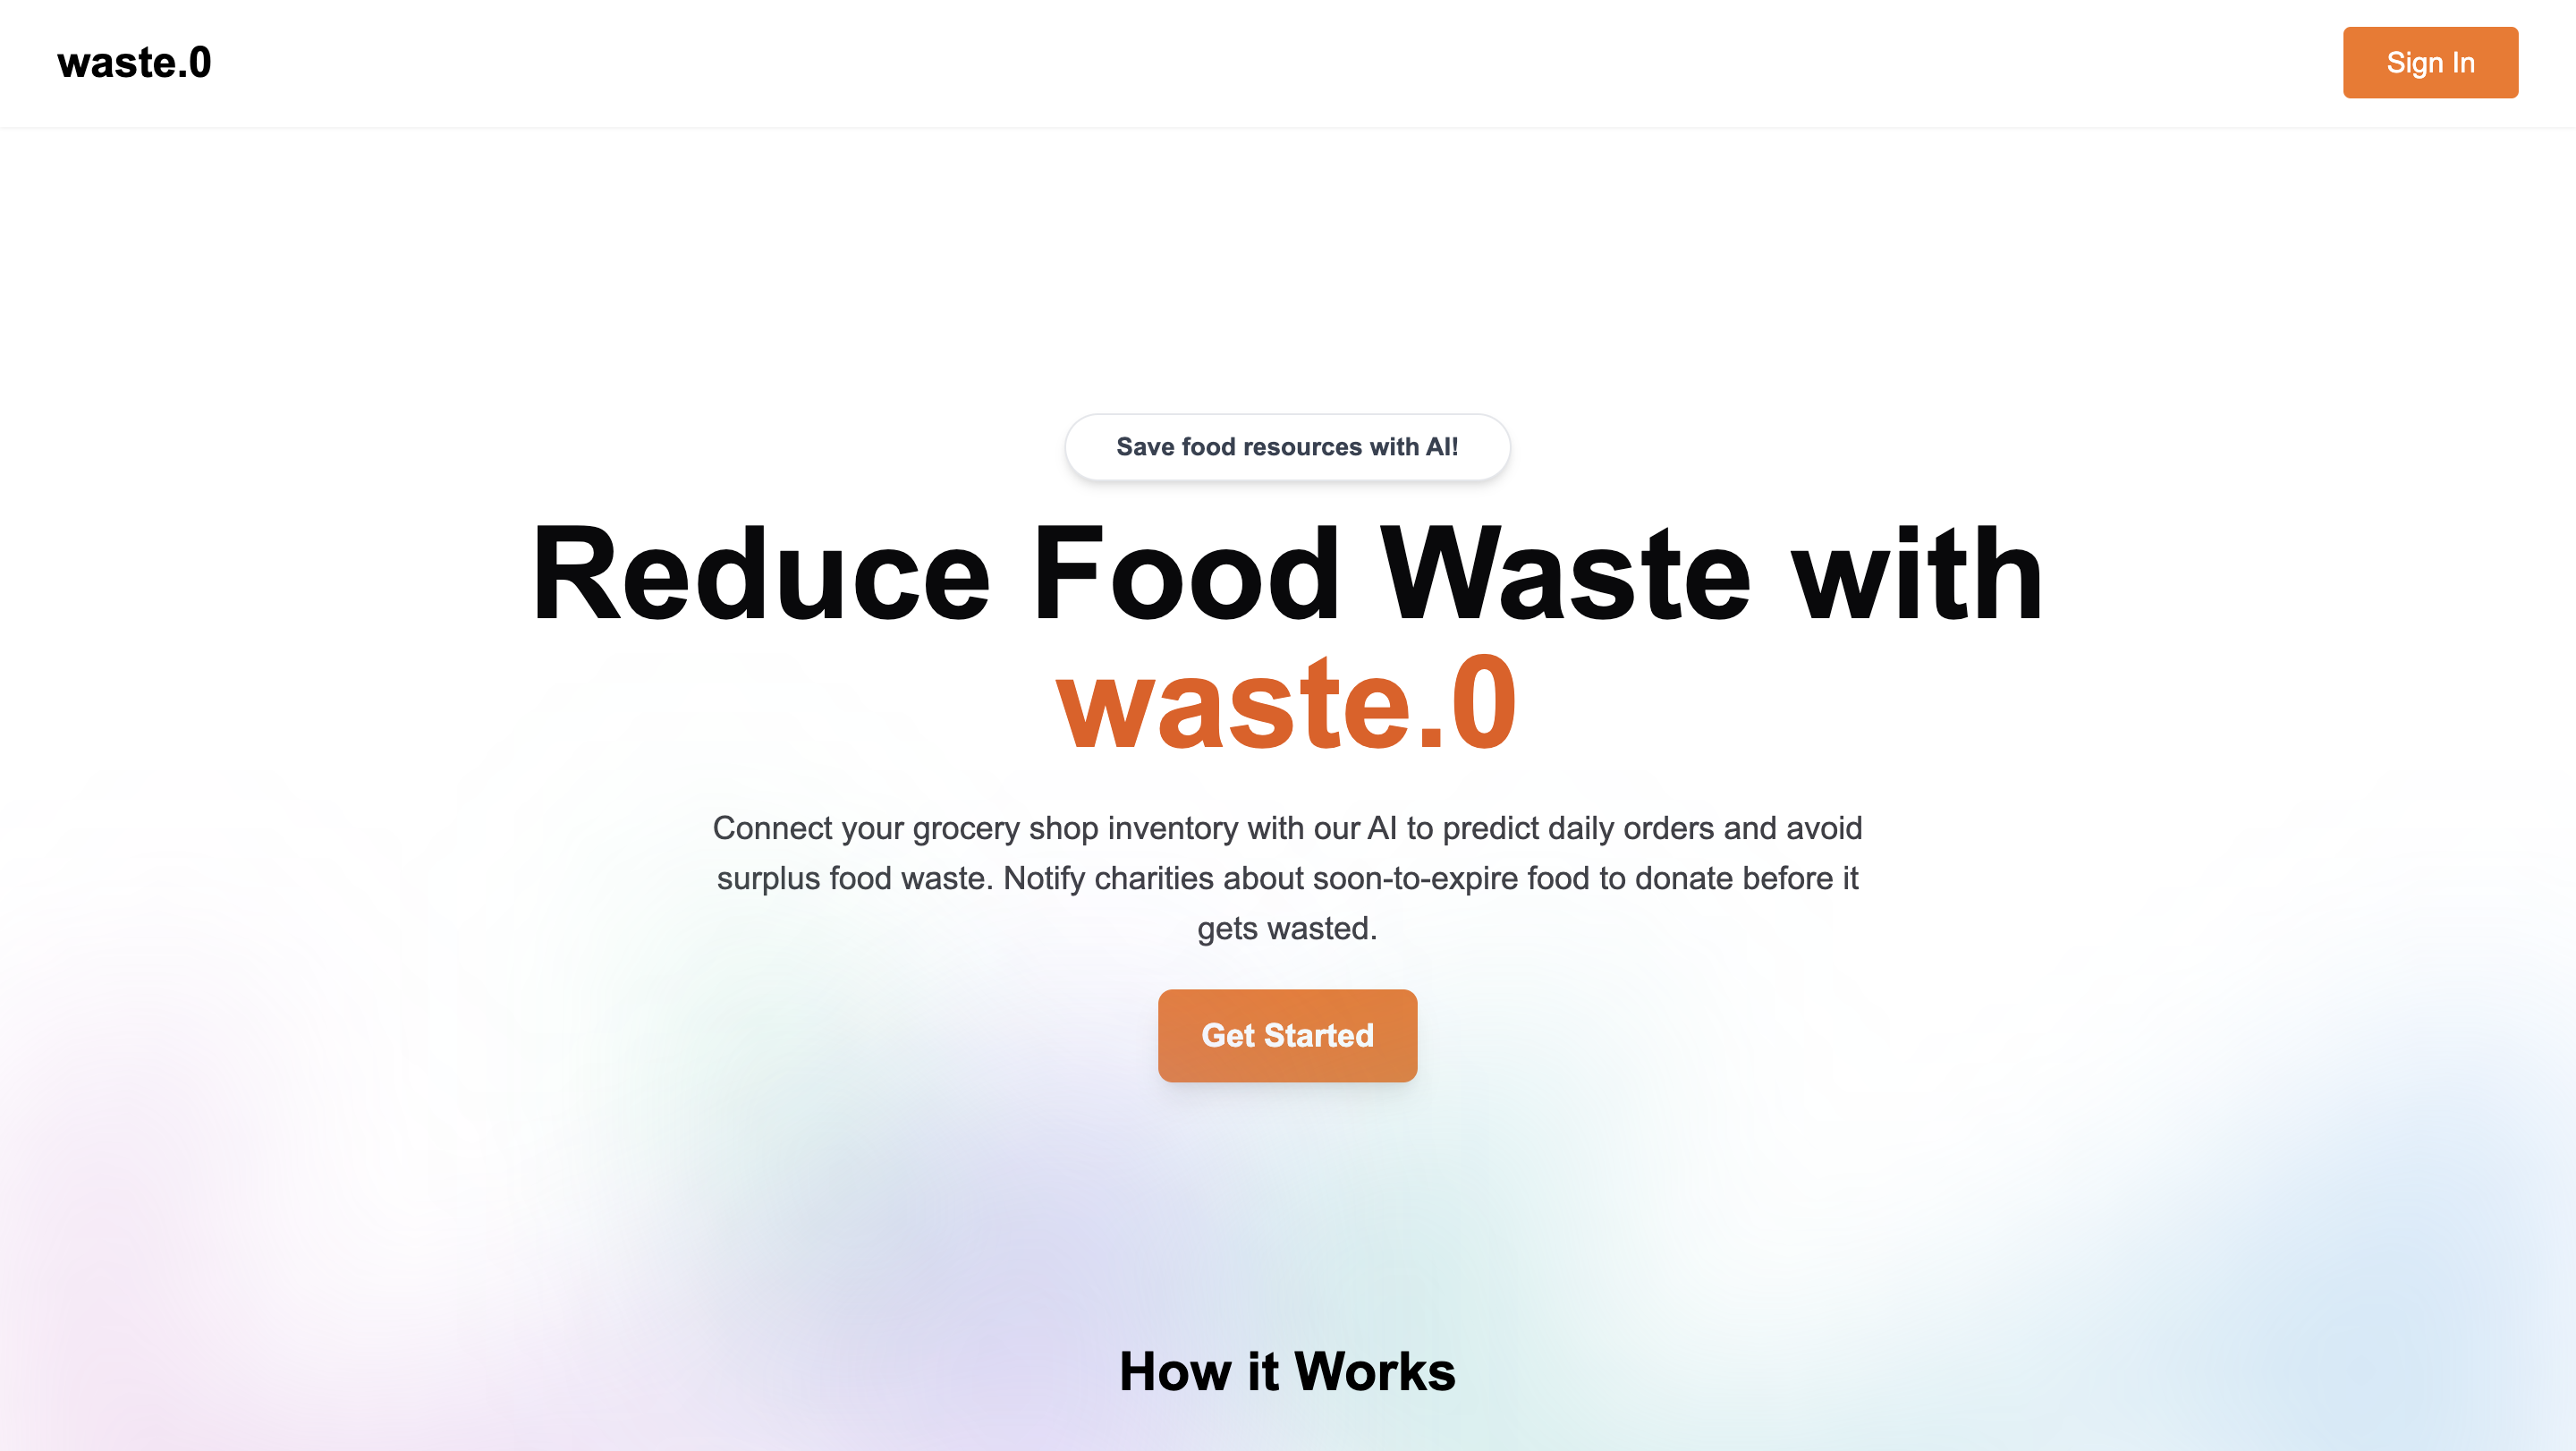 waste.0
Sign In
Save food resources with AI!
Reduce Food Waste with
waste.0
Connect your grocery shop inventory with our AI to predict daily orders and avoid
surplus food waste. Notify charities about soon-to-expire food to donate before it
gets wasted.
Get Started
How it Works